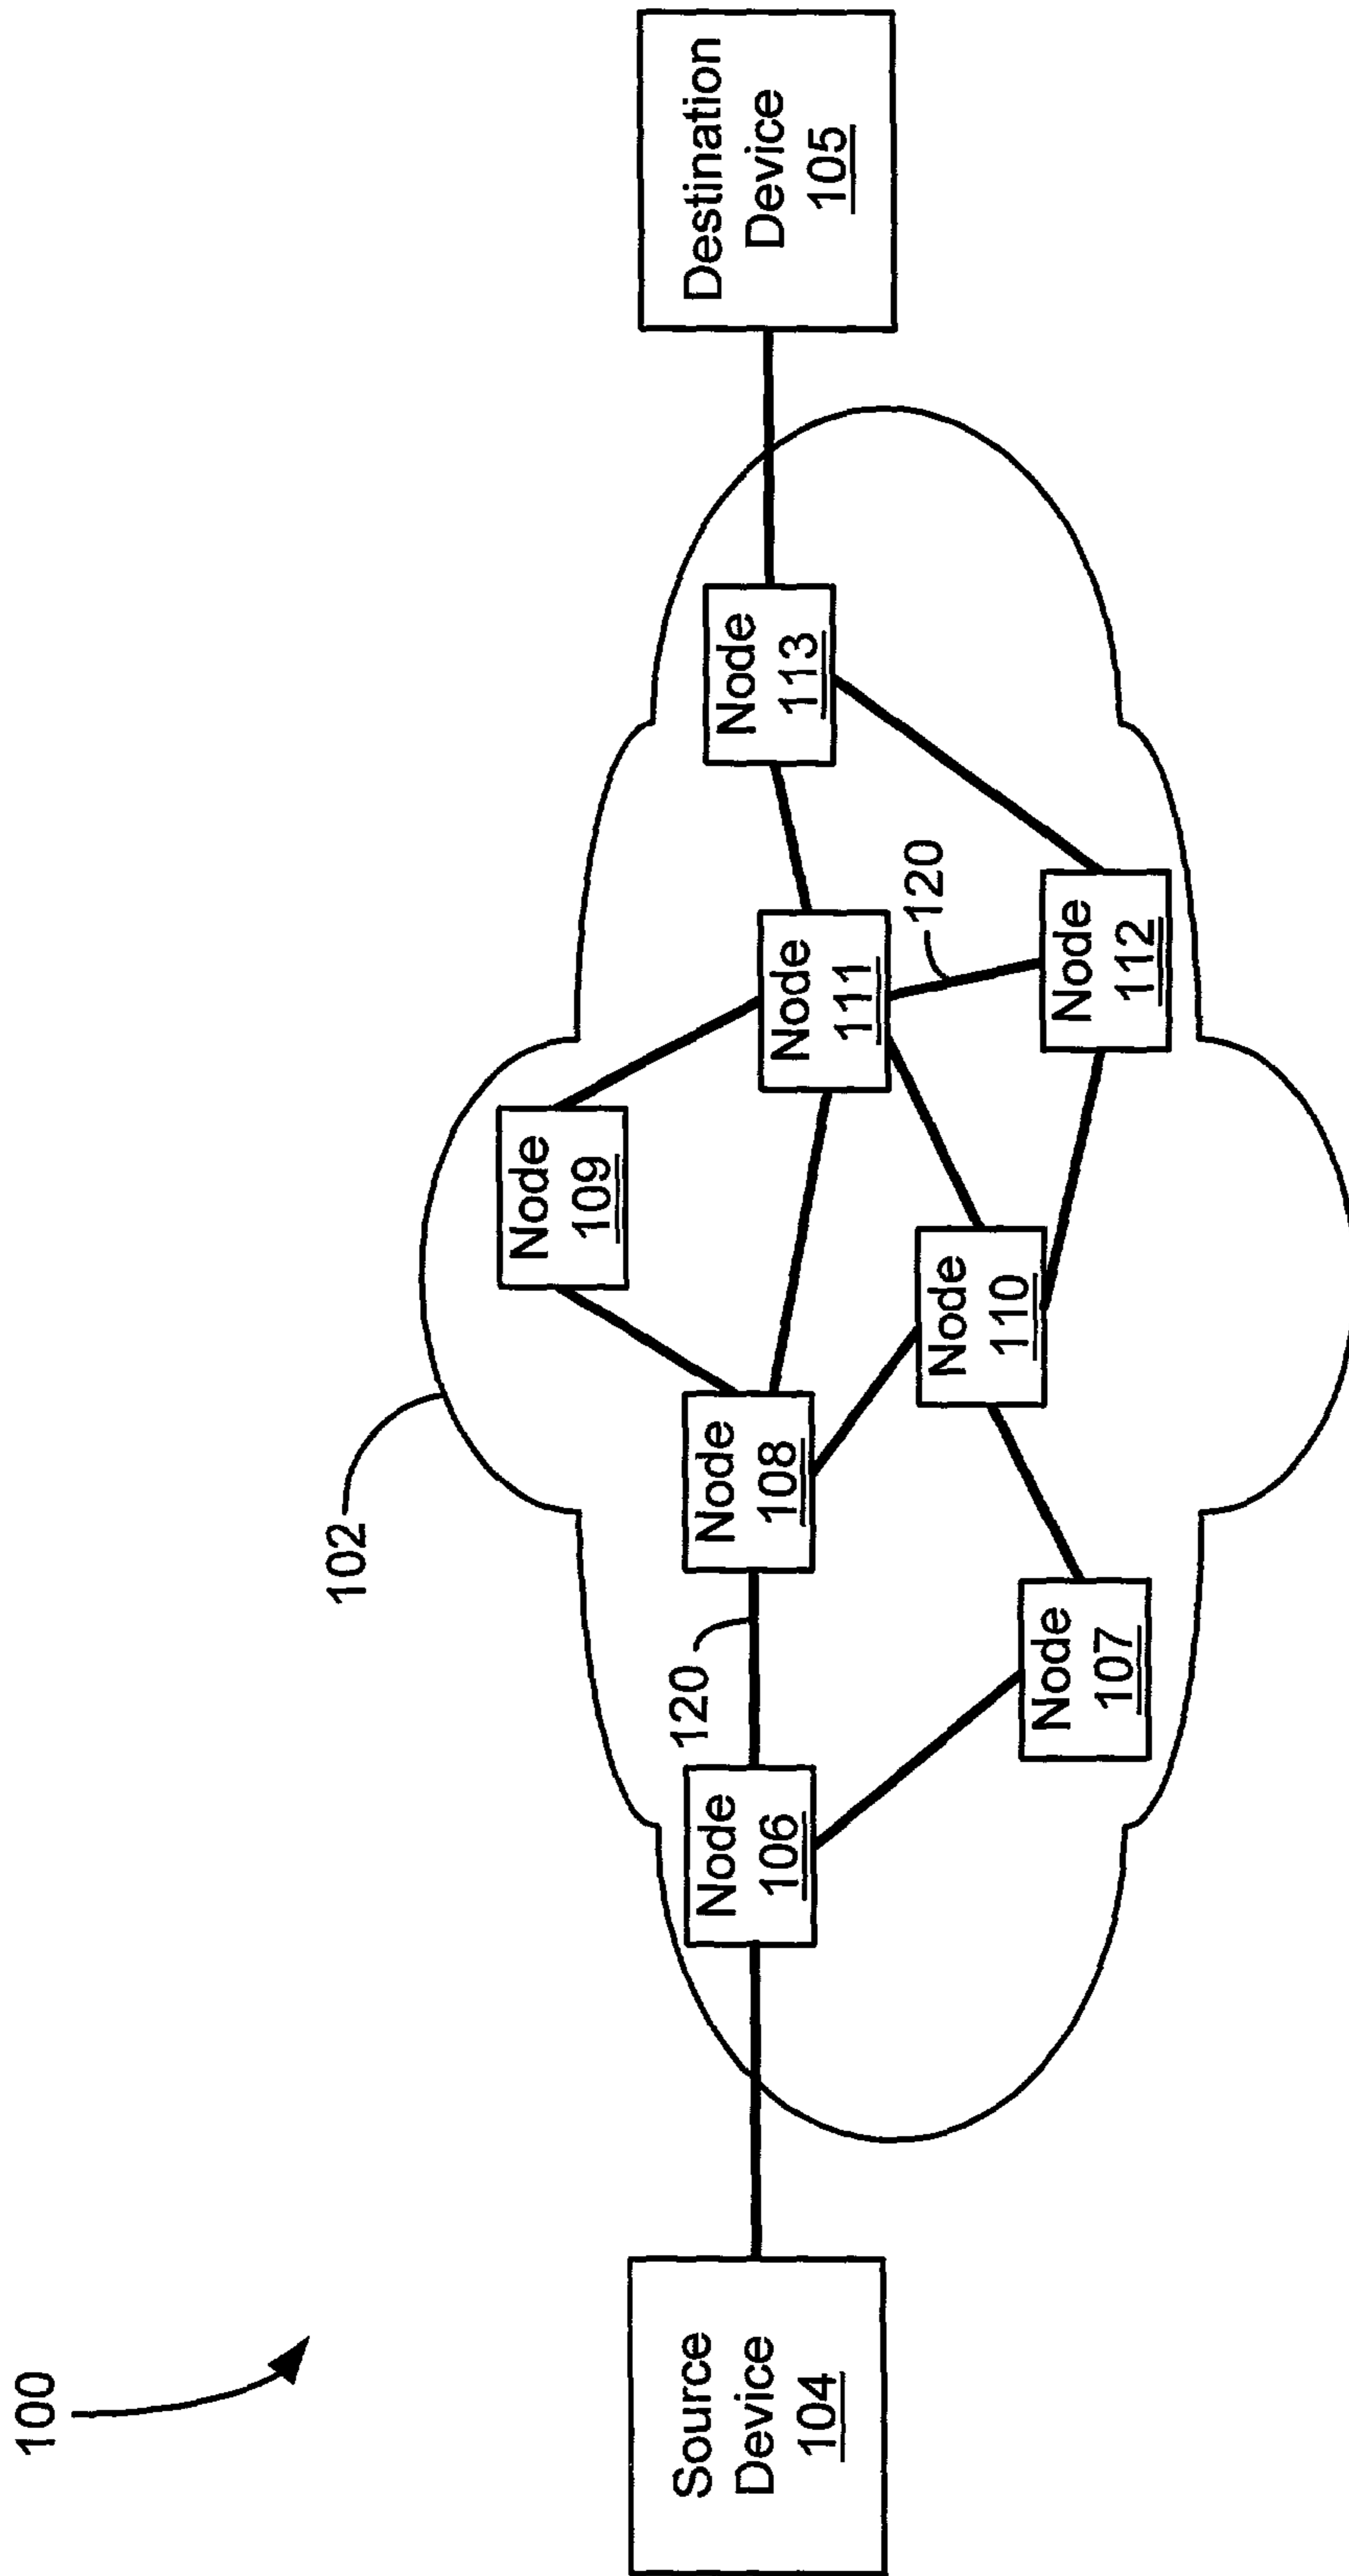 100
102
Source
Device
104
Node
106
120
Node
108
Node
107
Node
109
Node
110
Node
111
120
Node
112
Node
113
Destination
Device
105